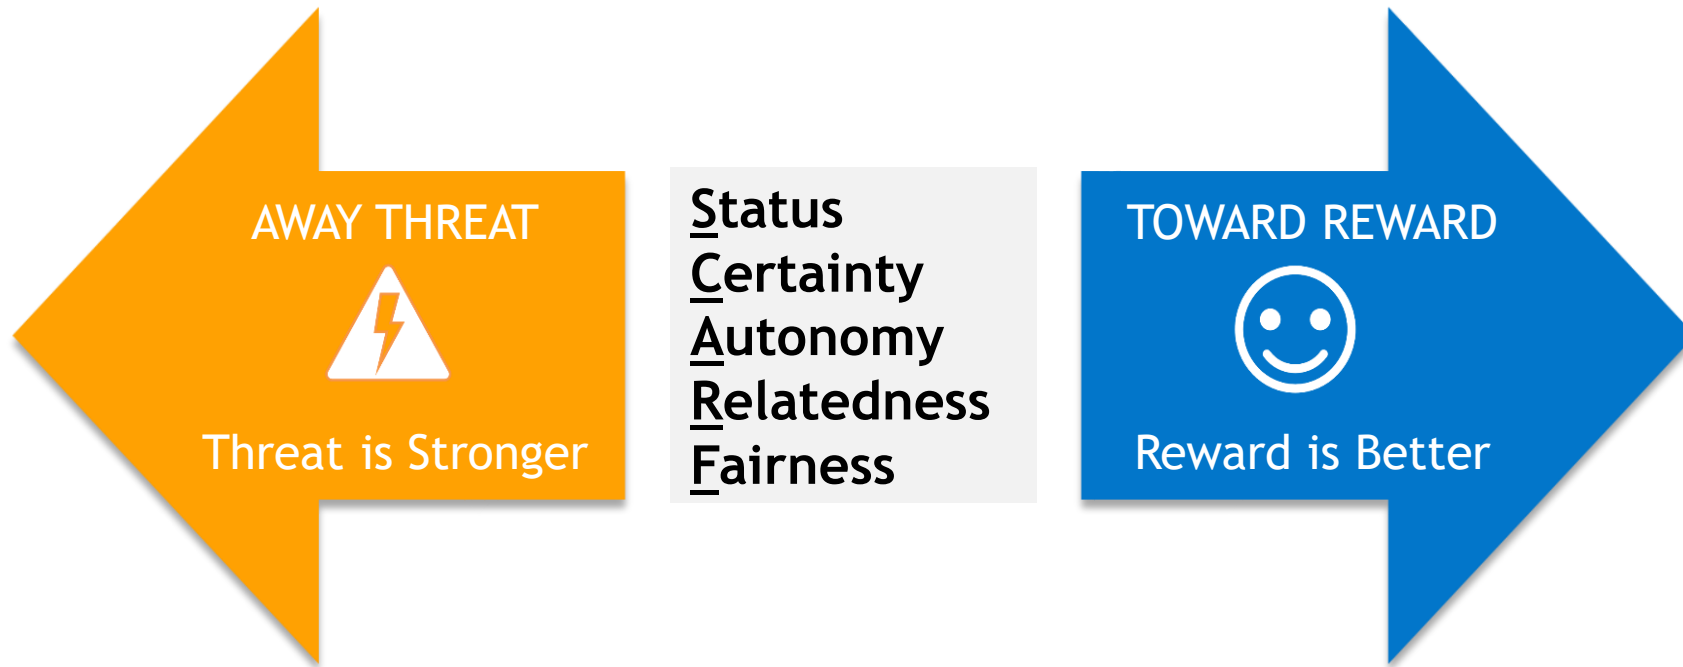 AWAY THREAT
Threat is Stronger
Status
Certainty
Autonomy
Relatedness
Fairness
TOWARD REWARD
Reward is Better